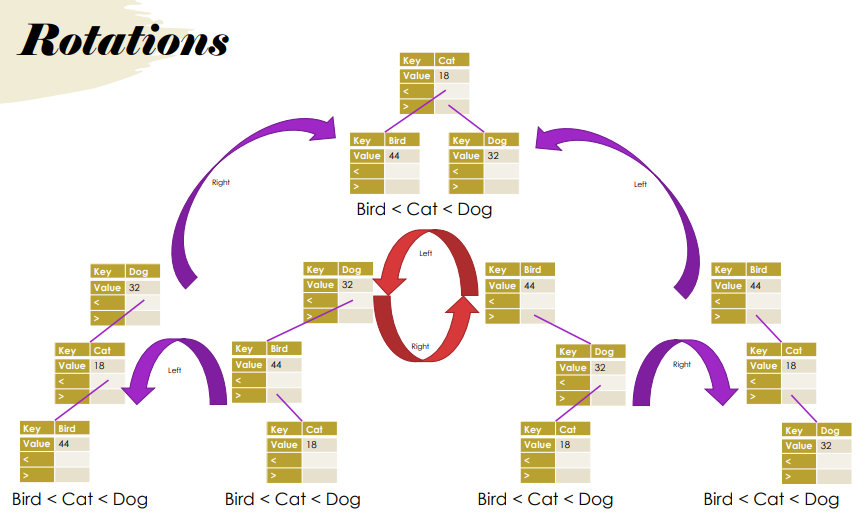 Rotations
Key Cat
Value 18
<
>
Key Bird
Value 44
<
>
Key Dog
Value 32
<
>
Bird < Cat < Dog
Right
Left
Left
Right
Key Dog
Value 32
<
>
Key Cat
Value 18
<
>
Key Bird
Value 44
<
>
Left
Bird < Cat < Dog
Key Dog
Value 32
<
>
Key Bird
Value 44
<
>
Key Cat
Value 18
<
>
Bird < Cat < Dog
Key Bird
Value 44
<
>
Key Dog
Value 32
<
>
Key Cat
Value 18
<
>
Bird < Cat < Dog
Right
Key Bird
Value 44
<
>
Key Cat
Value 18
<
>
Key Dog
Value 32
<
>
Bird < Cat < Dog